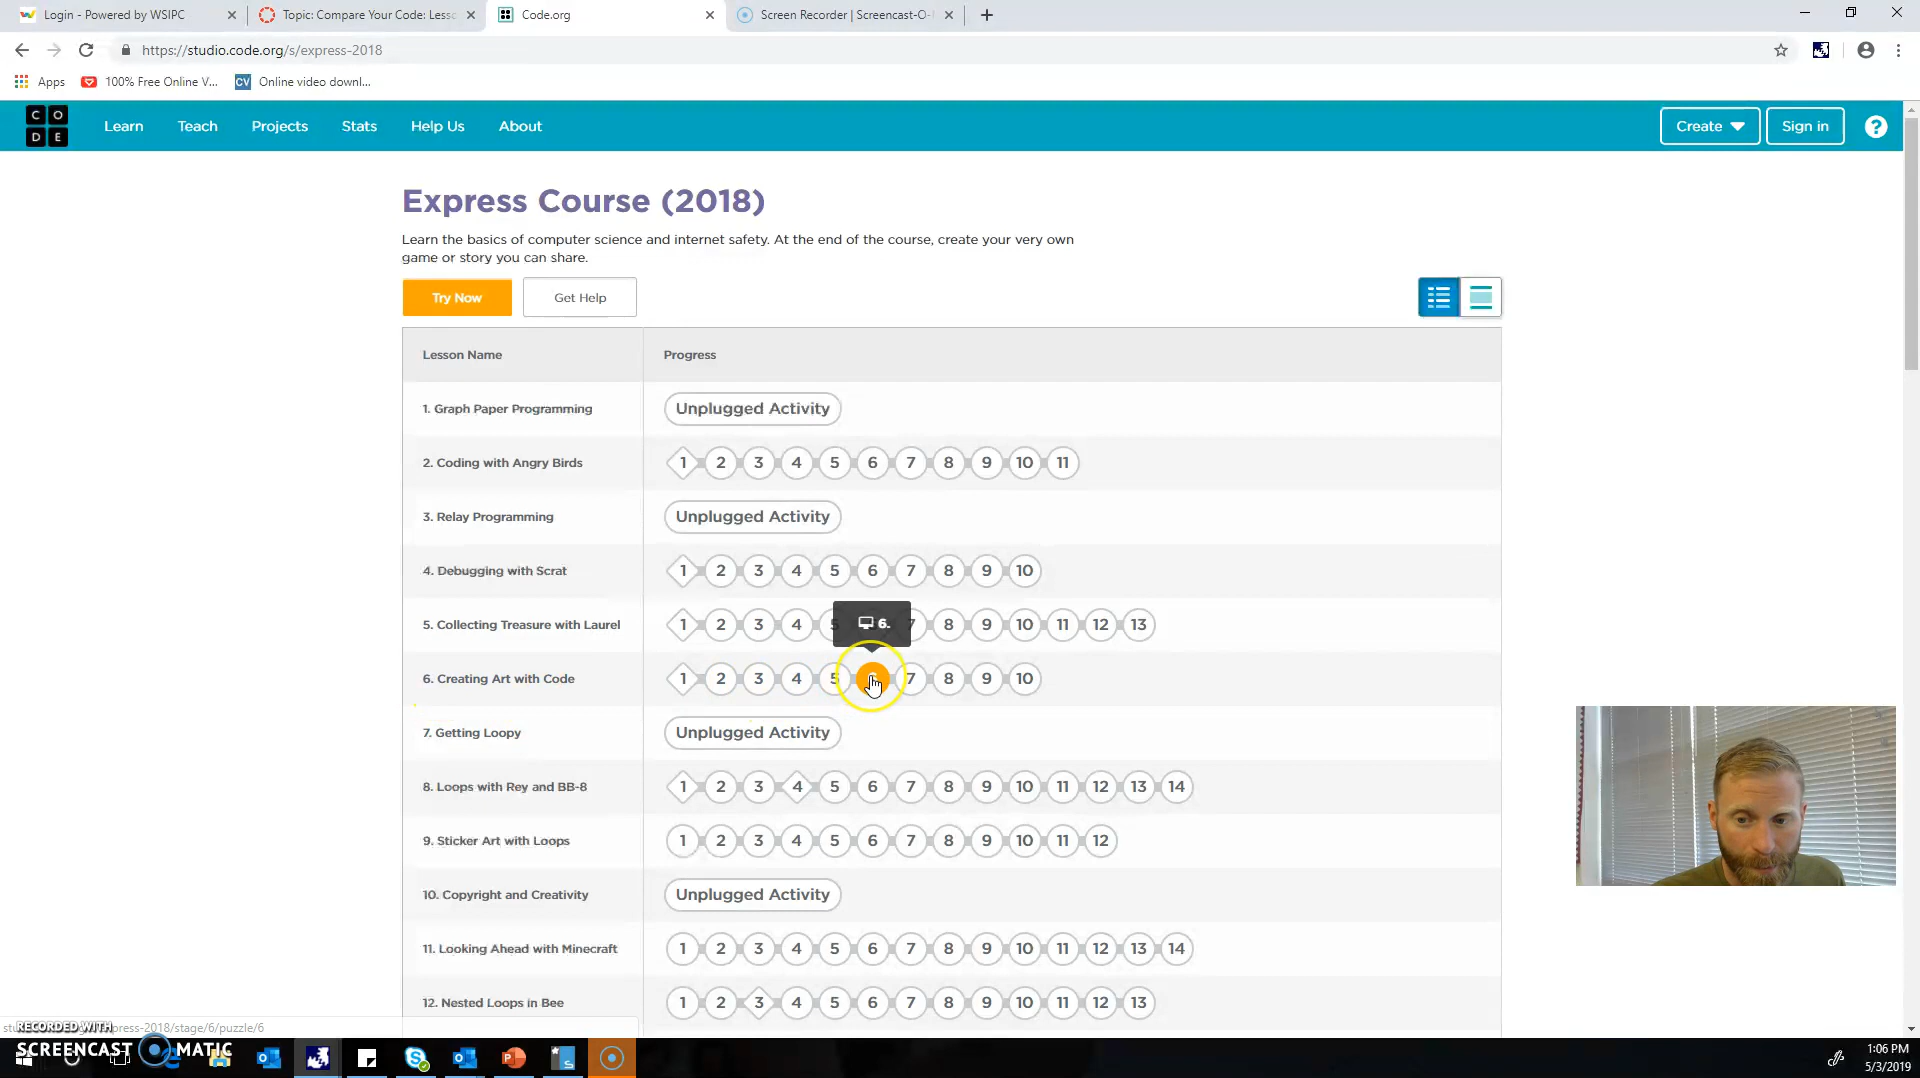 Login - Powered by WSIPC
Topic: Compare Your Code: Less
Code.org
Screen Recorder | Screencast-O-
https://studio.code.org/s/express-2018
Apps
100% Free Online V...
CV
Online video downl...
CODE
Learn
Teach
Projects
Stats
Help Us
About
Create
Sign in
?
Express Course (2018)
Learn the basics of computer science and internet safety. At the end of the course, create your very own
game or story you can share.
Try Now
Get Help
Lesson Name
Progress
1. Graph Paper Programming
Unplugged Activity
2. Coding with Angry Birds
1 2 3 4 5 6 7 8 9 10 11
3. Relay Programming
Unplugged Activity
4. Debugging with Scrat
1 2 3 4 5 6 7 8 9 10
6.
5. Collecting Treasure with Laurel
1 2 3 4 5 7 8 9 10 11 12 13
6. Creating Art with Code
1 2 3 4 5 6 7 8 9 10
7. Getting Loopy
Unplugged Activity
8. Loops with Rey and BB-8
1 2 3 4 5 6 7 8 9 10 11 12 13 14
9. Sticker Art with Loops
1 2 3 4 5 6 7 8 9 10 11 12
10. Copyright and Creativity
Unplugged Activity
11. Looking Ahead with Minecraft
1 2 3 4 5 6 7 8 9 10 11 12 13 14
12. Nested Loops in Bee
1 2 3 4 5 6 7 8 9 10 11 12 13
express-2018/stage/6/puzzle/6
RECORDED WITH
SCREENCAST MATIC
1:06 PM
5/3/2019